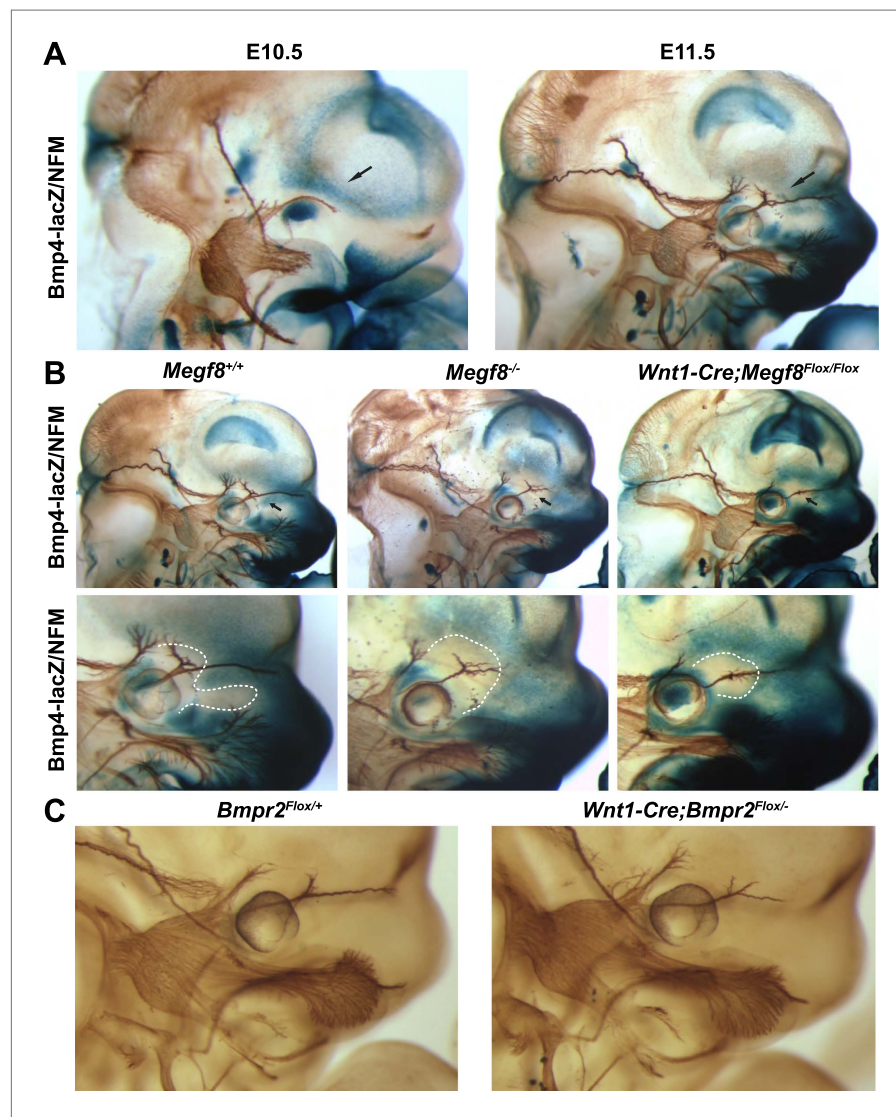 A
E10.5 E11.5
Bmp4-lacZ/NFM
B
Megf8+/+ Megf8-/- Wnt1-Cre;Megf8Flox/Flox
Bmp4-lacZ/NFM
Bmp4-lacZ/NFM
C
Bmpr2Flox/+ Wnt1-Cre;Bmpr2Flox/-